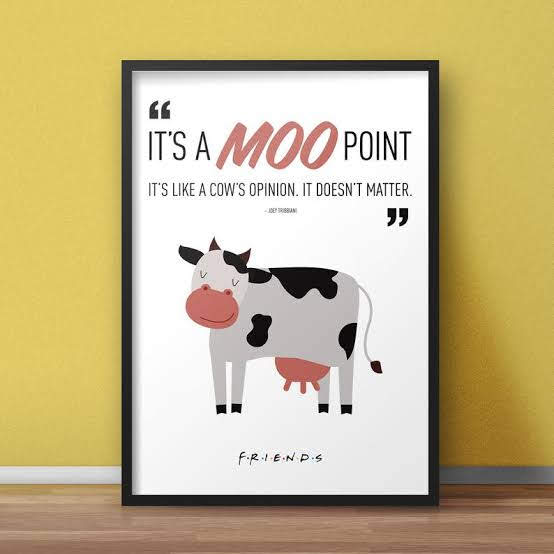 “
IT'S A MOO POINT
IT'S LIKE A COW'S OPINION. IT DOESN'T MATTER.
- JOEY TRIBBIANI
”
F·R·I·E·N·D·S